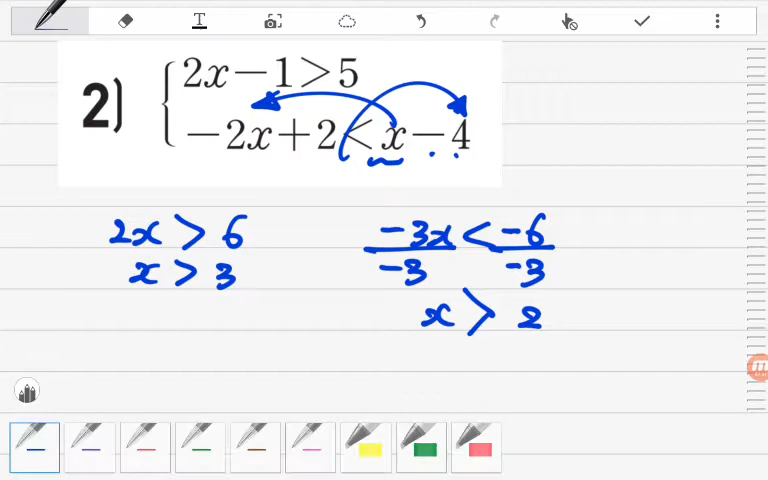 T
2) { 2x−1>5
−2x+2<x−4
2x > 6
x > 3
−3x < −6
−3 −3
x > 2